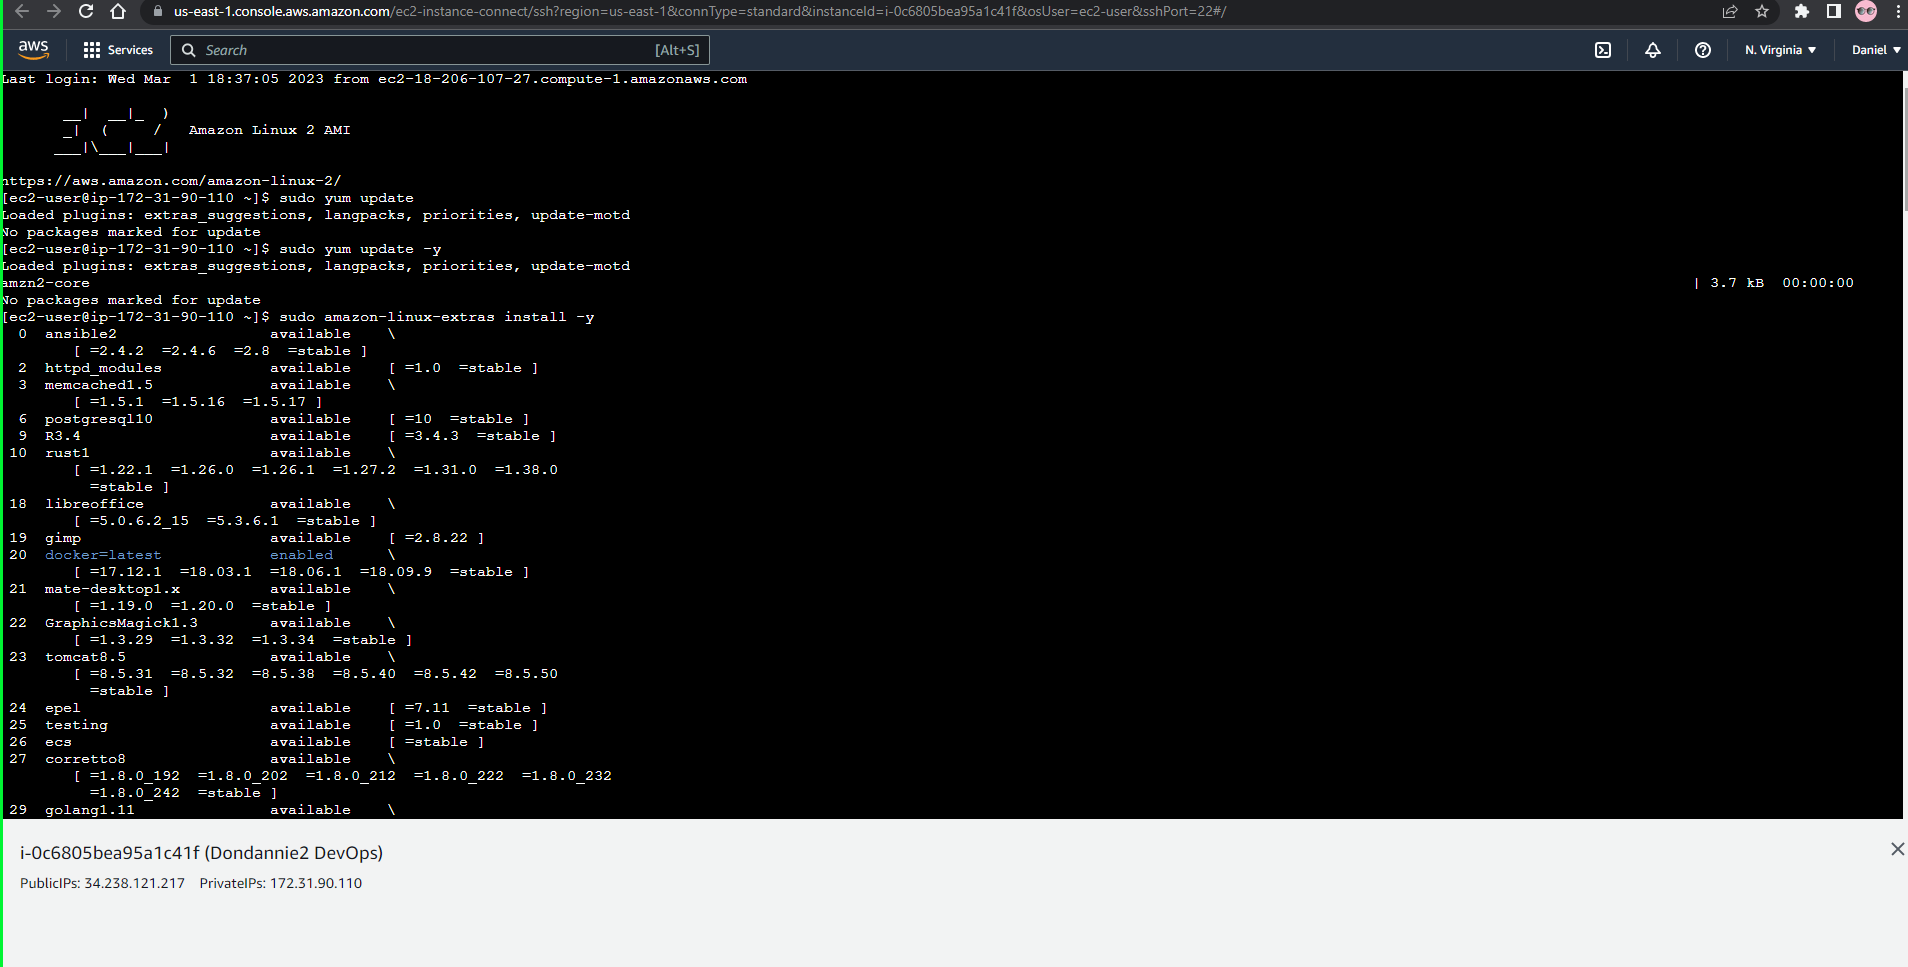 us-east-1.console.aws.amazon.com/ec2-instance-connect/ssh?region=us-east-1&connType=standard&instanceId=i-0c6805bea95a1c41f&osUser=ec2-user&sshPort=22#/
aws Services Search [Alt+S] N. Virginia ▼ Daniel ▼
Last login: Wed Mar  1 18:37:05 2023 from ec2-18-206-107-27.compute-1.amazonaws.com
       __|  __|_  )
       _|  (     /   Amazon Linux 2 AMI
      ___|\___|___|
https://aws.amazon.com/amazon-linux-2/
[ec2-user@ip-172-31-90-110 ~]$ sudo yum update
Loaded plugins: extras_suggestions, langpacks, priorities, update-motd
No packages marked for update
[ec2-user@ip-172-31-90-110 ~]$ sudo yum update -y
Loaded plugins: extras_suggestions, langpacks, priorities, update-motd
amzn2-core | 3.7 kB  00:00:00
No packages marked for update
[ec2-user@ip-172-31-90-110 ~]$ sudo amazon-linux-extras install -y
  0  ansible2                 available    \
        [ =2.4.2  =2.4.6  =2.8  =stable ]
  2  httpd_modules            available    [ =1.0  =stable ]
  3  memcached1.5             available    \
        [ =1.5.1  =1.5.16  =1.5.17 ]
  6  postgresql10             available    [ =10  =stable ]
  9  R3.4                     available    [ =3.4.3  =stable ]
 10  rust1                    available    \
        [ =1.22.1  =1.26.0  =1.26.1  =1.27.2  =1.31.0  =1.38.0
          =stable ]
 18  libreoffice              available    \
        [ =5.0.6.2_15  =5.3.6.1  =stable ]
 19  gimp                     available    [ =2.8.22 ]
 20  docker=latest            enabled      \
        [ =17.12.1  =18.03.1  =18.06.1  =18.09.9  =stable ]
 21  mate-desktop1.x          available    \
        [ =1.19.0  =1.20.0  =stable ]
 22  GraphicsMagick1.3        available    \
        [ =1.3.29  =1.3.32  =1.3.34  =stable ]
 23  tomcat8.5                available    \
        [ =8.5.31  =8.5.32  =8.5.38  =8.5.40  =8.5.42  =8.5.50
          =stable ]
 24  epel                     available    [ =7.11  =stable ]
 25  testing                  available    [ =1.0  =stable ]
 26  ecs                      available    [ =stable ]
 27  corretto8                available    \
        [ =1.8.0_192  =1.8.0_202  =1.8.0_212  =1.8.0_222  =1.8.0_232
          =1.8.0_242  =stable ]
 29  golang1.11               available    \
i-0c6805bea95a1c41f (Dondannie2 DevOps)
PublicIPs: 34.238.121.217 PrivateIPs: 172.31.90.110